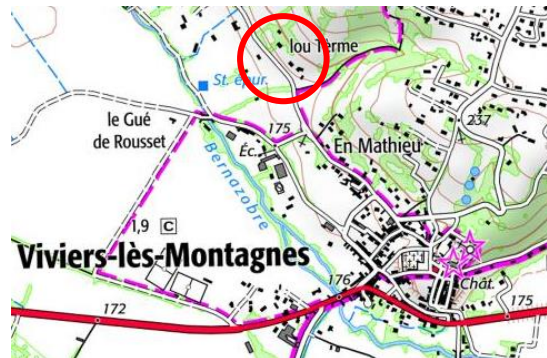 lou Tèrme
St. épur.
237
le Gué
de Rousset
175
En Mathieu
Éc.
Bernazobre
1,9 C
Viviers-lès-Montagnes
Chât.
176
172
175